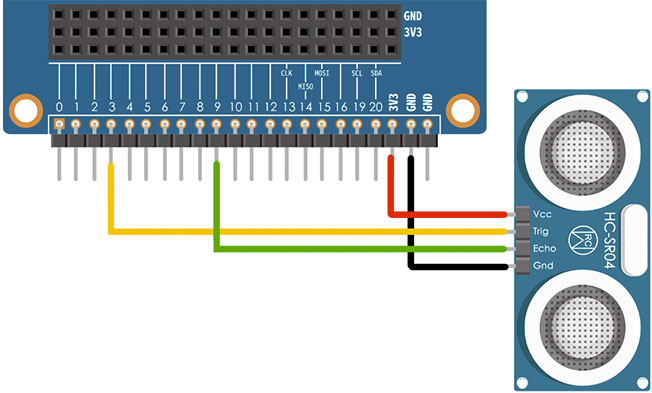 GND
3V3
CLK MOSI SCL SDA
MISO
0 1 2 3 4 5 6 7 8 9 10 11 12 13 14 15 16 19 20 3V3 GND GND
Vcc
Trig
Echo
Gnd
HC-SR04